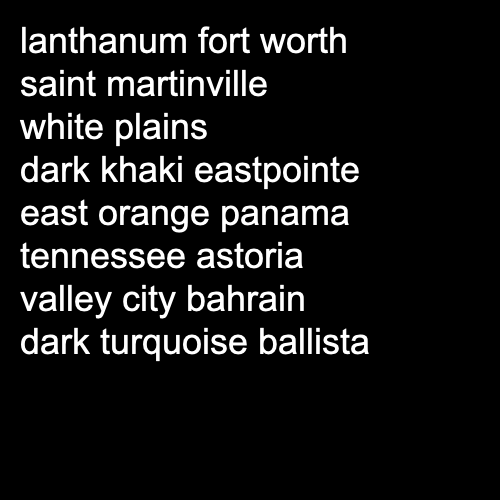 lanthanum fort worth
saint martinville
white plains
dark khaki eastpointe
east orange panama
tennessee astoria
valley city bahrain
dark turquoise ballista